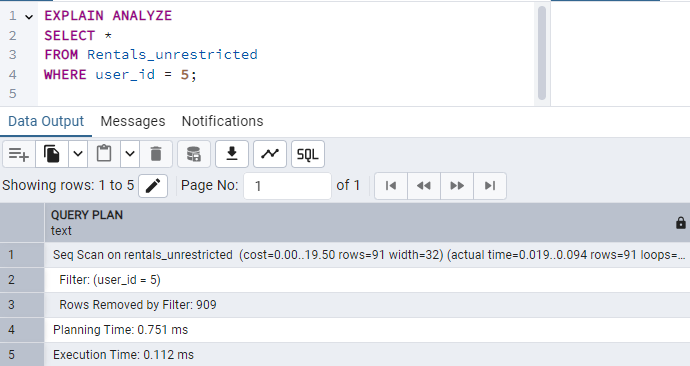 1 EXPLAIN ANALYZE
2 SELECT *
3 FROM Rentals_unrestricted
4 WHERE user_id = 5;
5
Data Output Messages Notifications
SQL
Showing rows: 1 to 5 Page No: 1 of 1
QUERY PLAN
text
1 Seq Scan on rentals_unrestricted (cost=0.00..19.50 rows=91 width=32) (actual time=0.019..0.094 rows=91 loops=...
2 Filter: (user_id = 5)
3 Rows Removed by Filter: 909
4 Planning Time: 0.751 ms
5 Execution Time: 0.112 ms